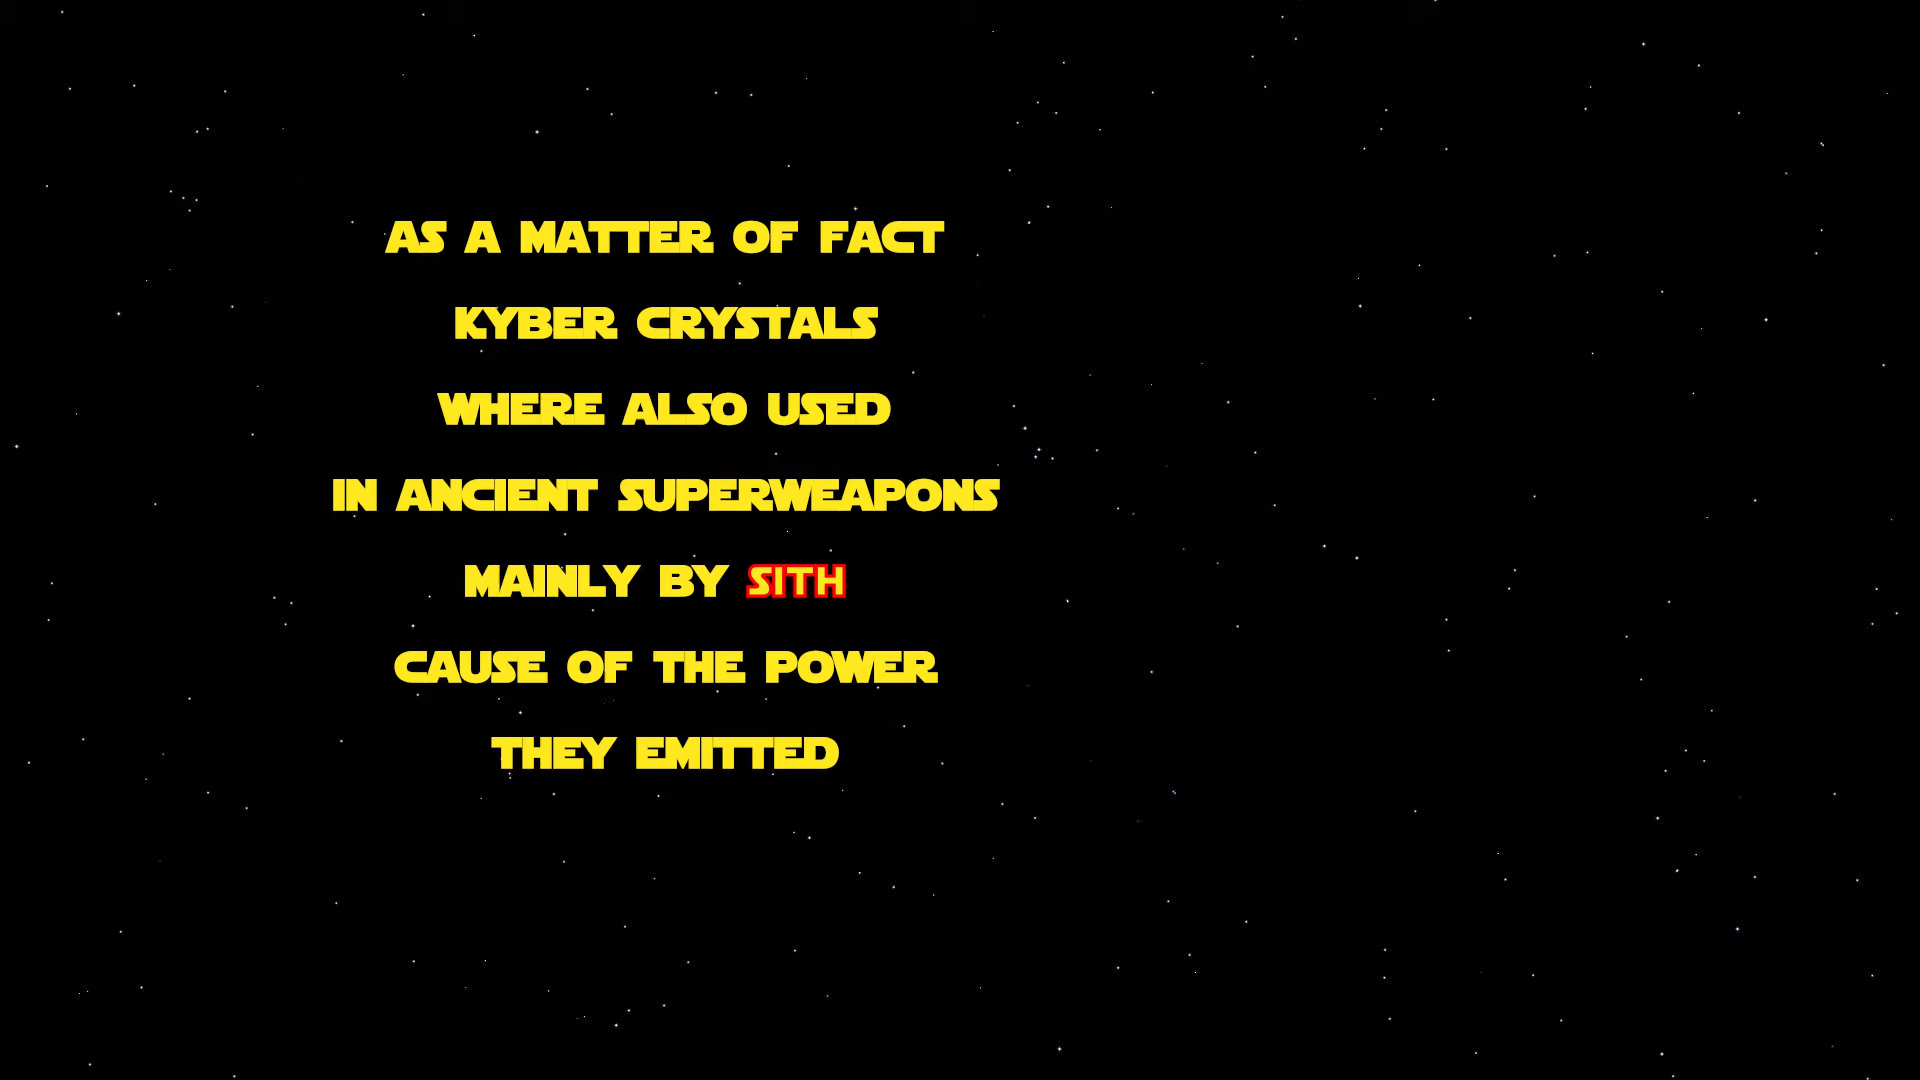 AS A MATTER OF FACT
KYBER CRYSTALS
WHERE ALSO USED
IN ANCIENT SUPERWEAPONS
MAINLY BY SITH
CAUSE OF THE POWER
THEY EMITTED